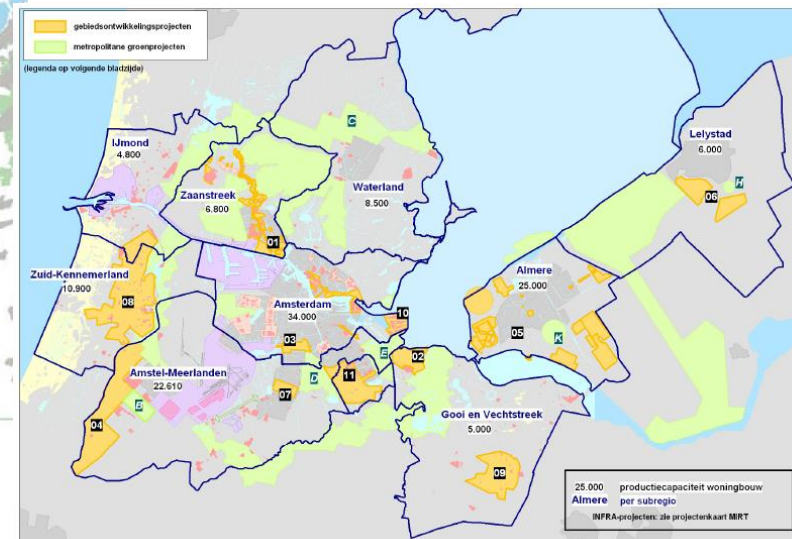 gebiedsontwikkelingsprojecten
metropolitane groenprojecten
(legenda op volgende bladzijde)
IJmond
4.800
C
Lelystad
6.000
H
06
Zaanstreek
6.800
Waterland
8.500
01
Zuid-Kennemerland
10.900
08
Almere
25.000
05
K
Amsterdam
34.000
10
03
E
02
Amstel-Meerlanden
22.610
D
11
07
B
04
Gooi en Vechtstreek
5.000
09
25.000 productiecapaciteit woningbouw
Almere per subregio
INFRA-projecten: zie projectenkaart MIRT